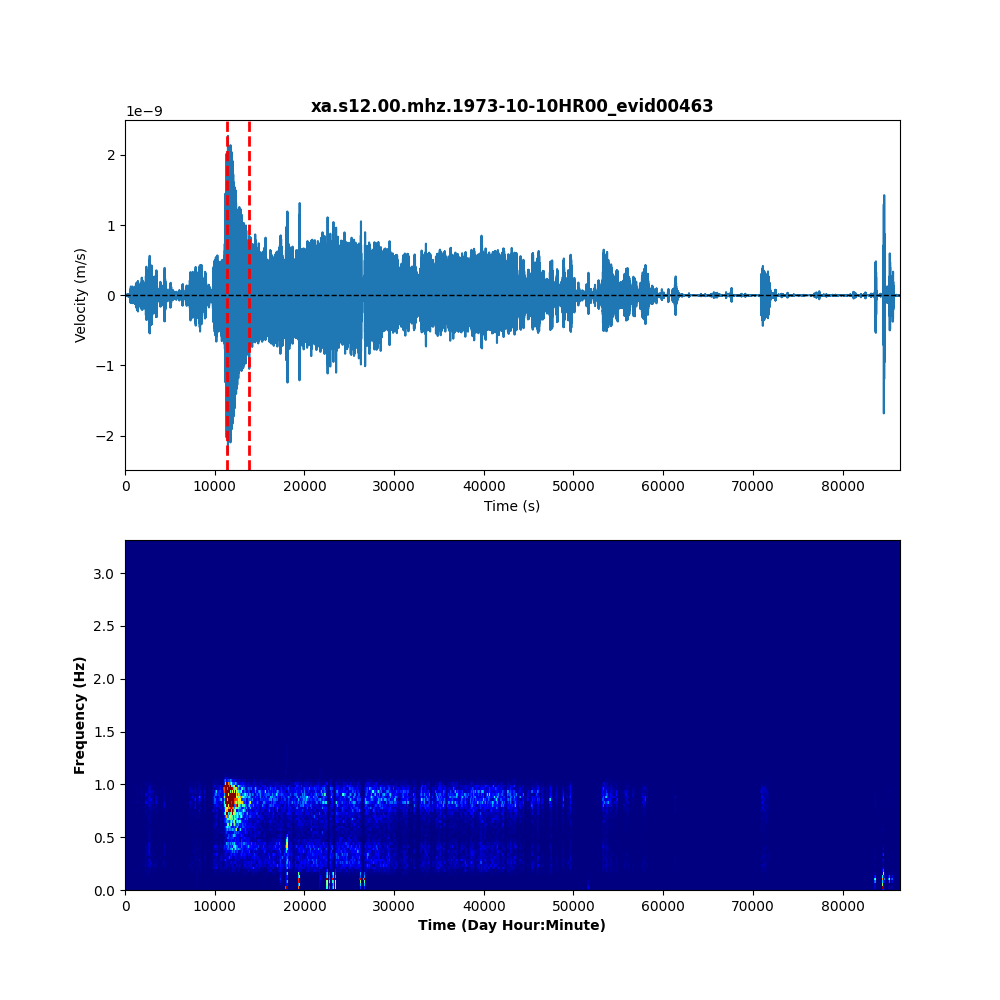 xa.s12.00.mhz.1973-10-10HR00_evid00463
1e−9
2
1
0
−1
−2
Velocity (m/s)
0 10000 20000 30000 40000 50000 60000 70000 80000
Time (s)
3.0
2.5
2.0
1.5
1.0
0.5
0.0
Frequency (Hz)
0 10000 20000 30000 40000 50000 60000 70000 80000
Time (Day Hour:Minute)